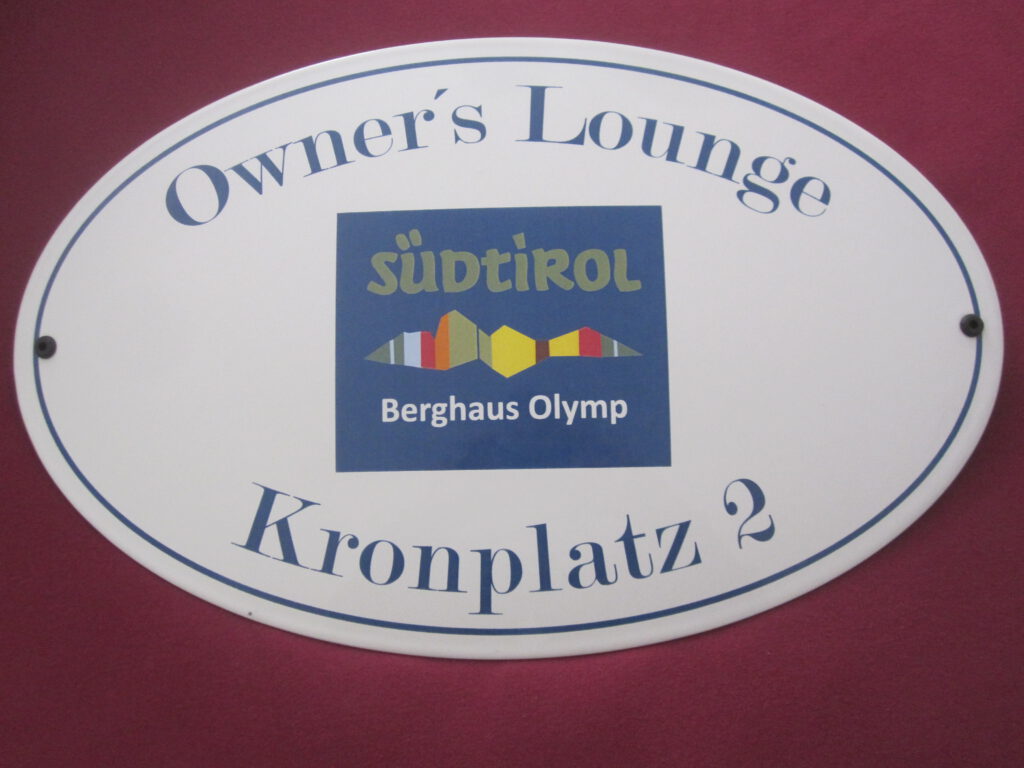 Owner´s Lounge
SÜDTIROL
Berghaus Olymp
Kronplatz 2